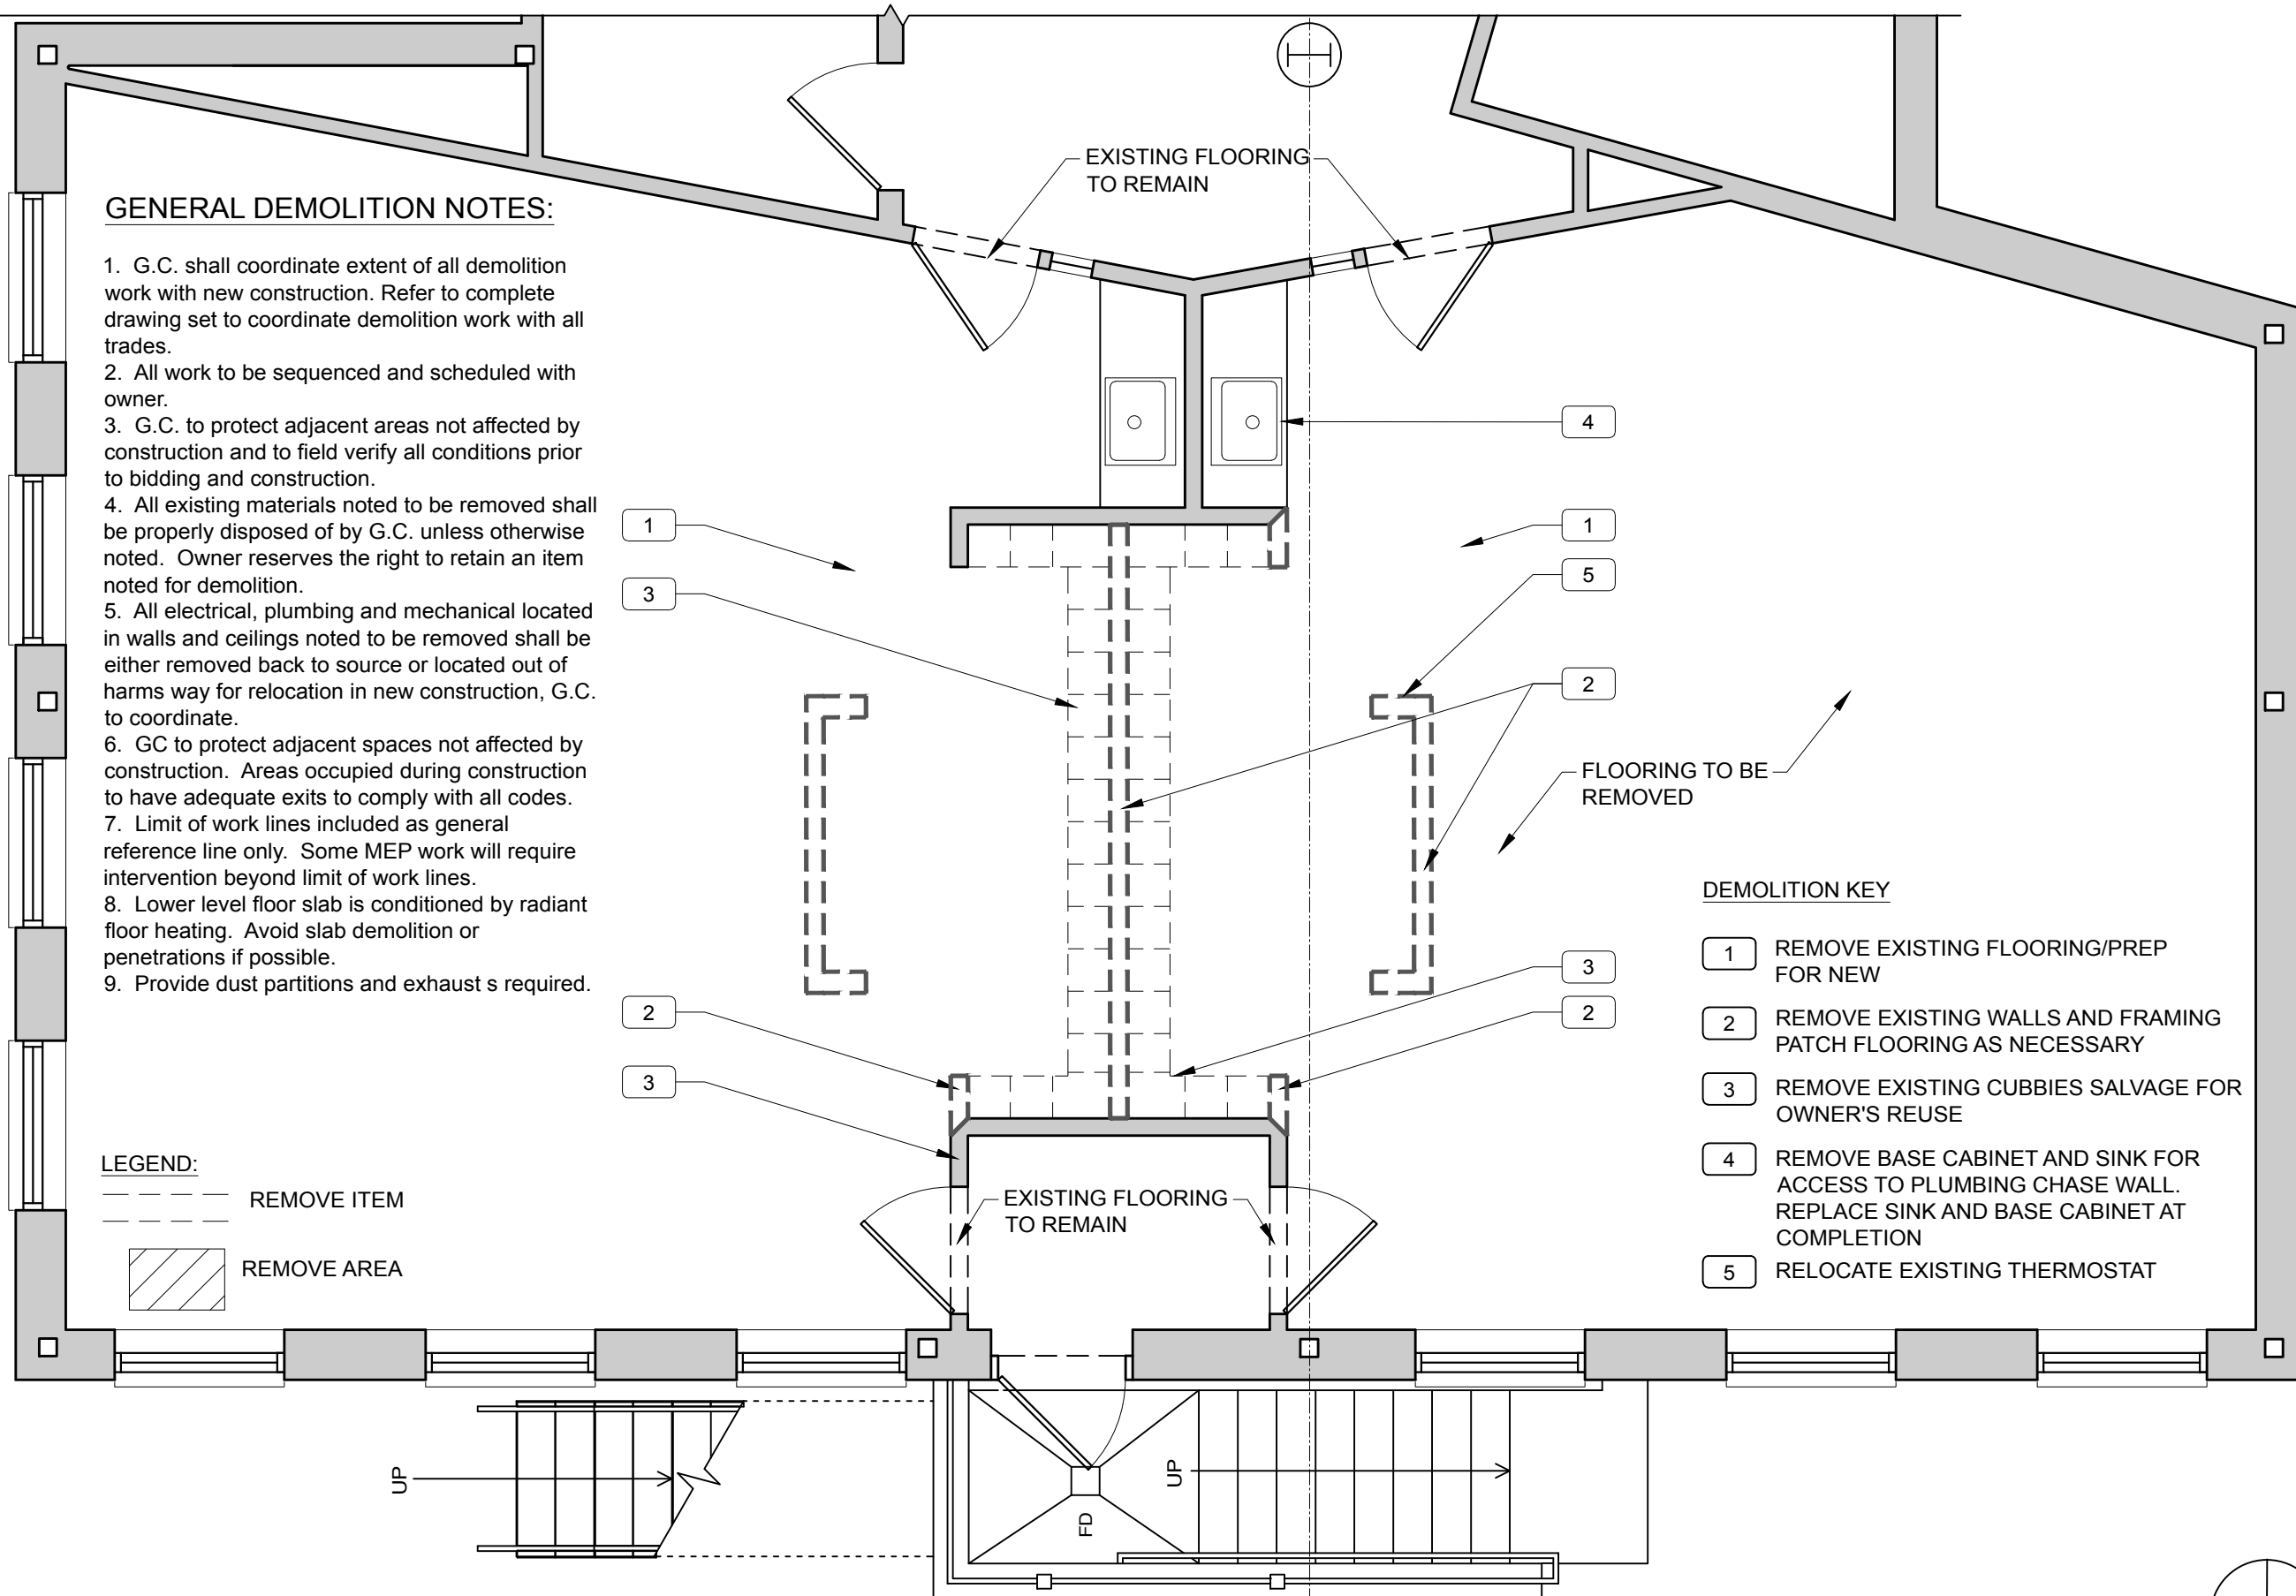 H
EXISTING FLOORING
TO REMAIN
GENERAL DEMOLITION NOTES:
1. G.C. shall coordinate extent of all demolition
work with new construction. Refer to complete
drawing set to coordinate demolition work with all
trades.
2. All work to be sequenced and scheduled with
owner.
3. G.C. to protect adjacent areas not affected by
construction and to field verify all conditions prior
to bidding and construction.
4. All existing materials noted to be removed shall
be properly disposed of by G.C. unless otherwise
noted. Owner reserves the right to retain an item
noted for demolition.
5. All electrical, plumbing and mechanical located
in walls and ceilings noted to be removed shall be
either removed back to source or located out of
harms way for relocation in new construction, G.C.
to coordinate.
6. GC to protect adjacent spaces not affected by
construction. Areas occupied during construction
to have adequate exits to comply with all codes.
7. Limit of work lines included as general
reference line only. Some MEP work will require
intervention beyond limit of work lines.
8. Lower level floor slab is conditioned by radiant
floor heating. Avoid slab demolition or
penetrations if possible.
9. Provide dust partitions and exhaust s required.
4
1
1
5
3
2
FLOORING TO BE
REMOVED
3
2
2
3
DEMOLITION KEY
1 REMOVE EXISTING FLOORING/PREP
FOR NEW
2 REMOVE EXISTING WALLS AND FRAMING
PATCH FLOORING AS NECESSARY
3 REMOVE EXISTING CUBBIES SALVAGE FOR
OWNER'S REUSE
4 REMOVE BASE CABINET AND SINK FOR
ACCESS TO PLUMBING CHASE WALL.
REPLACE SINK AND BASE CABINET AT
COMPLETION
5 RELOCATE EXISTING THERMOSTAT
LEGEND:
REMOVE ITEM
REMOVE AREA
EXISTING FLOORING
TO REMAIN
UP
UP
FD